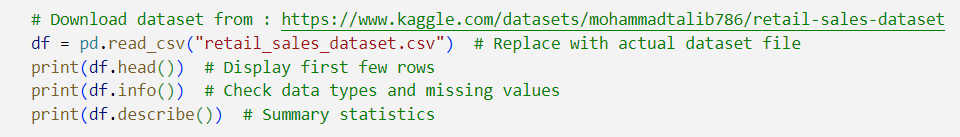 # Download dataset from : https://www.kaggle.com/datasets/mohammadtalib786/retail-sales-dataset
df = pd.read_csv("retail_sales_dataset.csv")  # Replace with actual dataset file
print(df.head())  # Display first few rows
print(df.info())  # Check data types and missing values
print(df.describe())  # Summary statistics